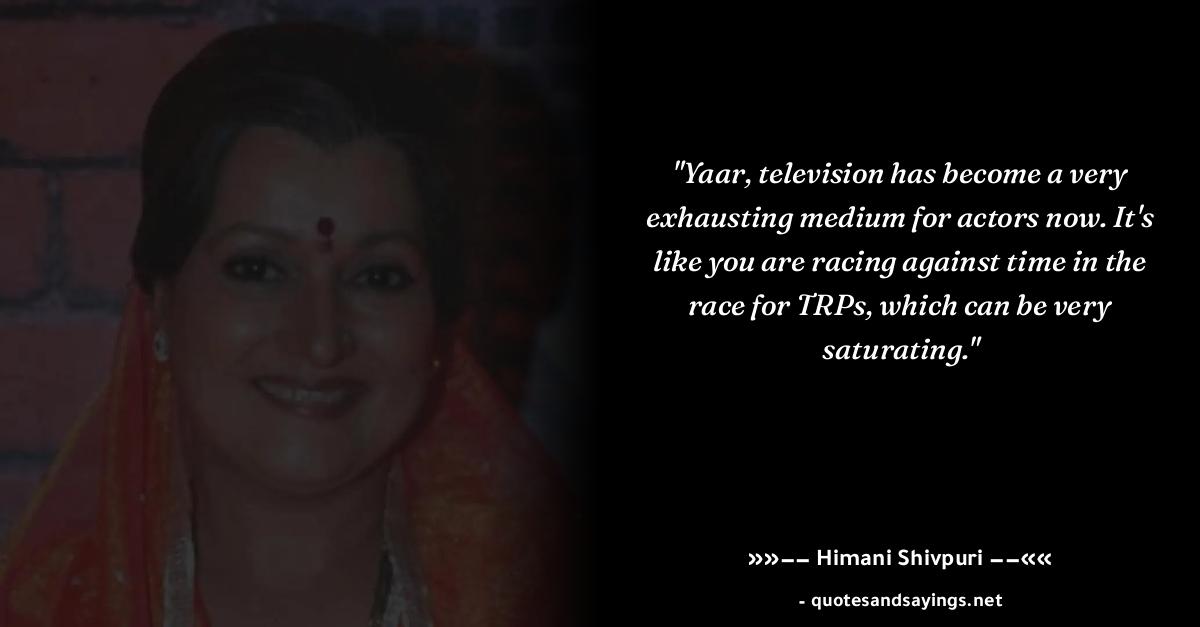 "Yaar, television has become a very
exhausting medium for actors now. It's
like you are racing against time in the
race for TRPs, which can be very
saturating."
»»–– Himani Shivpuri ––««
- quotesandsayings.net